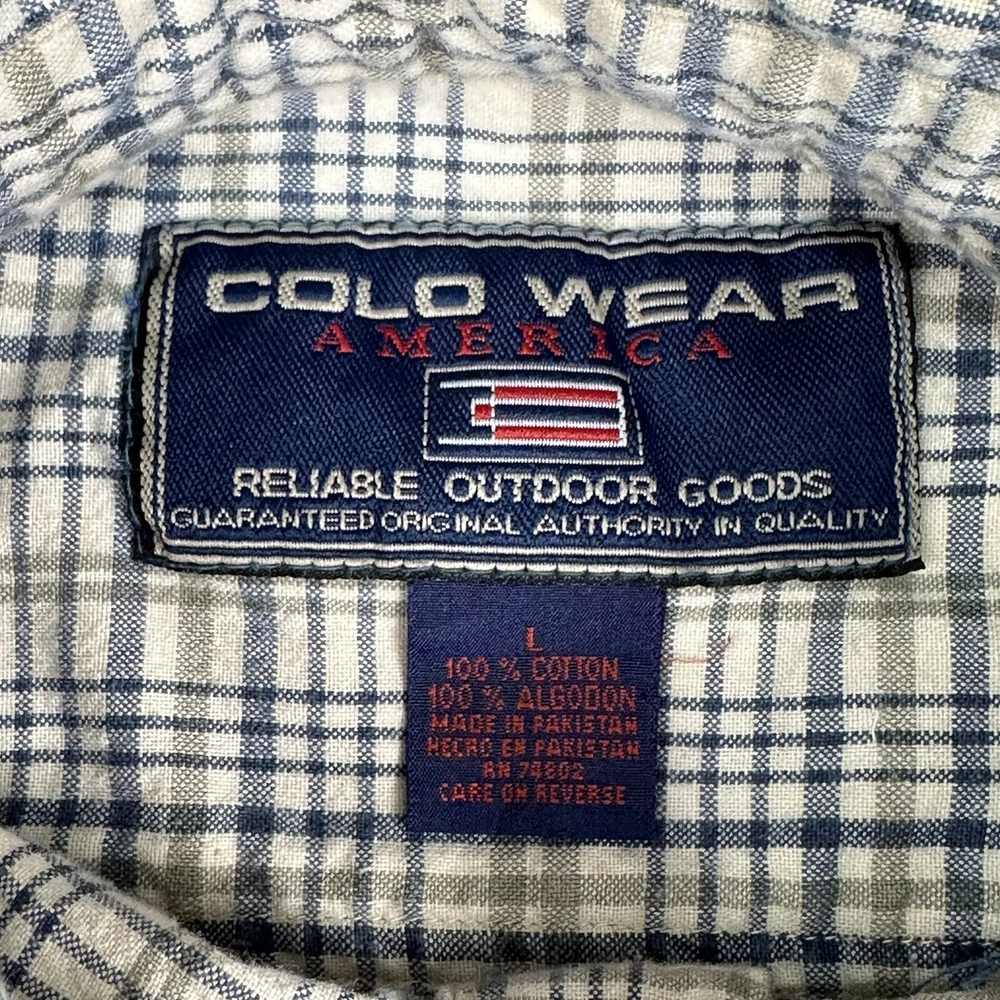 COLO WEAR
AMERICA
RELIABLE OUTDOOR GOODS
GUARANTEED ORIGINAL AUTHORITY IN QUALITY
L
100 % COTTON
100 % ALGODON
MADE IN PAKISTAN
HECHO EN PAKISTAN
RN 74802
CARE ON REVERSE